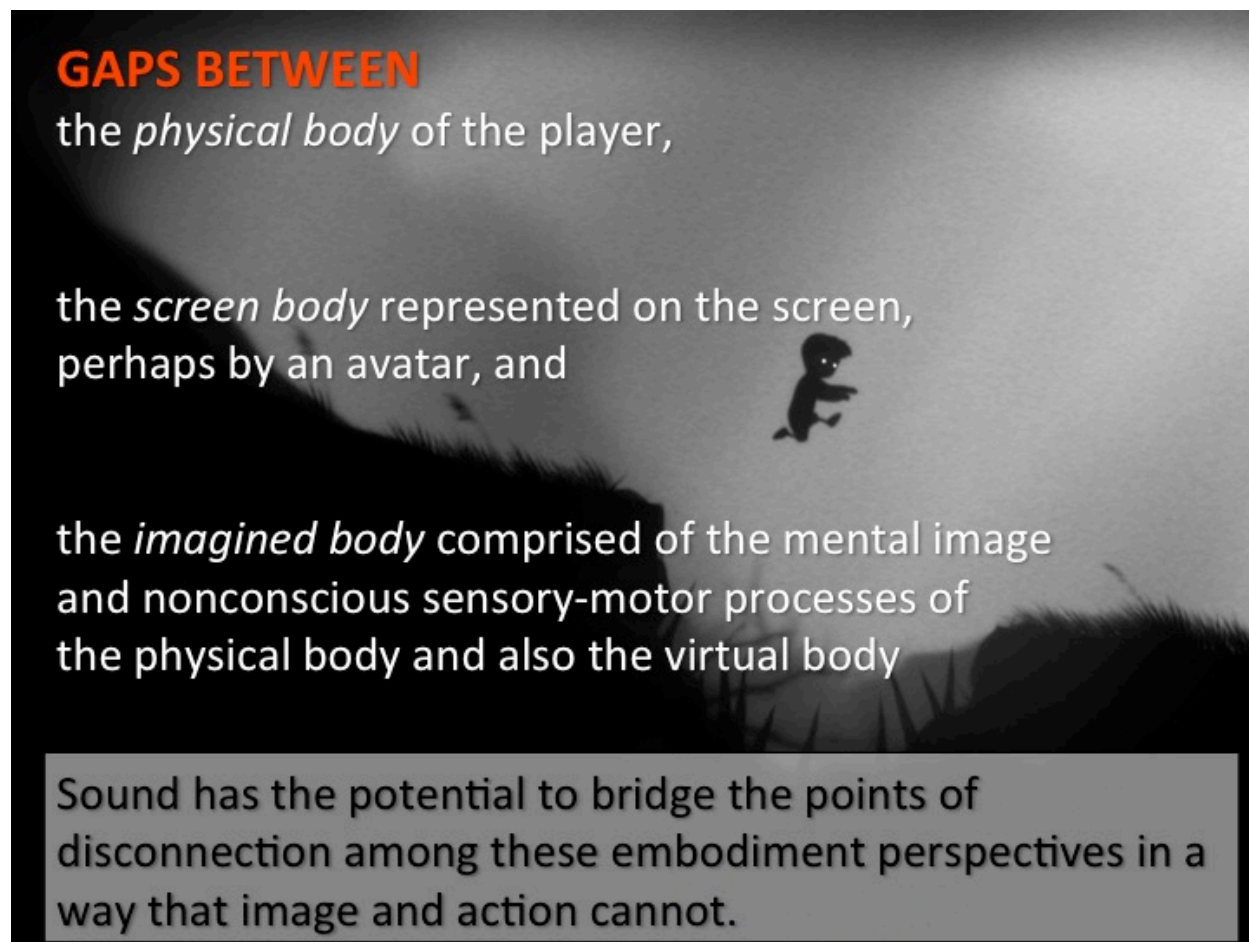 GAPS BETWEEN
the physical body of the player,
the screen body represented on the screen,
perhaps by an avatar, and
the imagined body comprised of the mental image
and nonconscious sensory-motor processes of
the physical body and also the virtual body
Sound has the potential to bridge the points of
disconnection among these embodiment perspectives in a
way that image and action cannot.